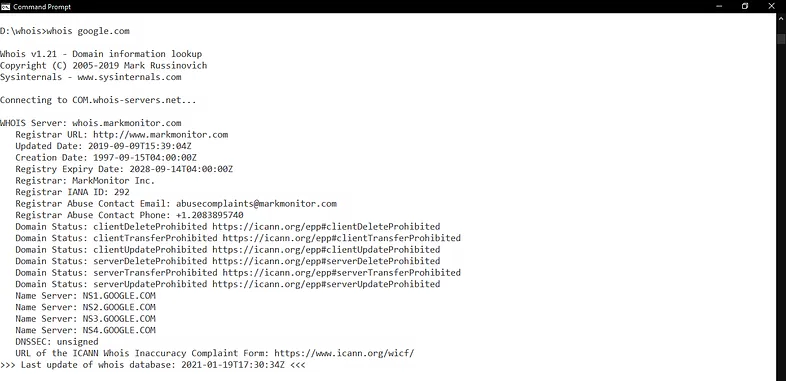 Command Prompt
D:\whois>whois google.com
Whois v1.21 - Domain information lookup
Copyright (C) 2005-2019 Mark Russinovich
Sysinternals - www.sysinternals.com
Connecting to COM.whois-servers.net...
WHOIS Server: whois.markmonitor.com
Registrar URL: http://www.markmonitor.com
Updated Date: 2019-09-09T15:39:04Z
Creation Date: 1997-09-15T04:00:00Z
Registry Expiry Date: 2028-09-14T04:00:00Z
Registrar: MarkMonitor Inc.
Registrar IANA ID: 292
Registrar Abuse Contact Email: abusecomplaints@markmonitor.com
Registrar Abuse Contact Phone: +1.2083895740
Domain Status: clientDeleteProhibited https://icann.org/epp#clientDeleteProhibited
Domain Status: clientTransferProhibited https://icann.org/epp#clientTransferProhibited
Domain Status: clientUpdateProhibited https://icann.org/epp#clientUpdateProhibited
Domain Status: serverDeleteProhibited https://icann.org/epp#serverDeleteProhibited
Domain Status: serverTransferProhibited https://icann.org/epp#serverTransferProhibited
Domain Status: serverUpdateProhibited https://icann.org/epp#serverUpdateProhibited
Name Server: NS1.GOOGLE.COM
Name Server: NS2.GOOGLE.COM
Name Server: NS3.GOOGLE.COM
Name Server: NS4.GOOGLE.COM
DNSSEC: unsigned
URL of the ICANN Whois Inaccuracy Complaint Form: https://www.icann.org/wicf/
>>> Last update of whois database: 2021-01-19T17:30:34Z <<<